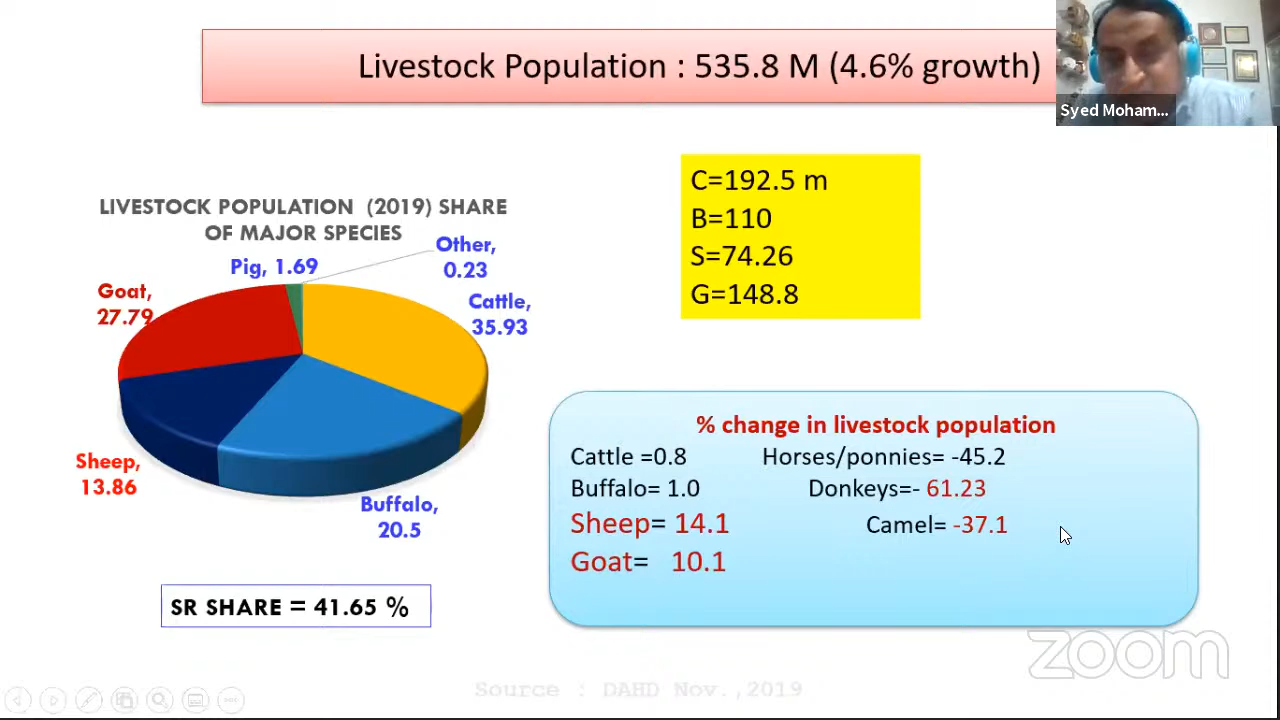 Livestock Population : 535.8 M (4.6% growth)
Syed Moham...
C=192.5 m
B=110
S=74.26
G=148.8
LIVESTOCK POPULATION (2019) SHARE
OF MAJOR SPECIES
Other,
0.23
Pig, 1.69
Goat,
27.79
Cattle,
35.93
Sheep,
13.86
Buffalo,
20.5
SR SHARE = 41.65 %
% change in livestock population
Cattle =0.8 Horses/ponnies= -45.2
Buffalo= 1.0 Donkeys=- 61.23
Sheep= 14.1 Camel= -37.1
Goat= 10.1
zoom
Source : DAHD Nov.,2019